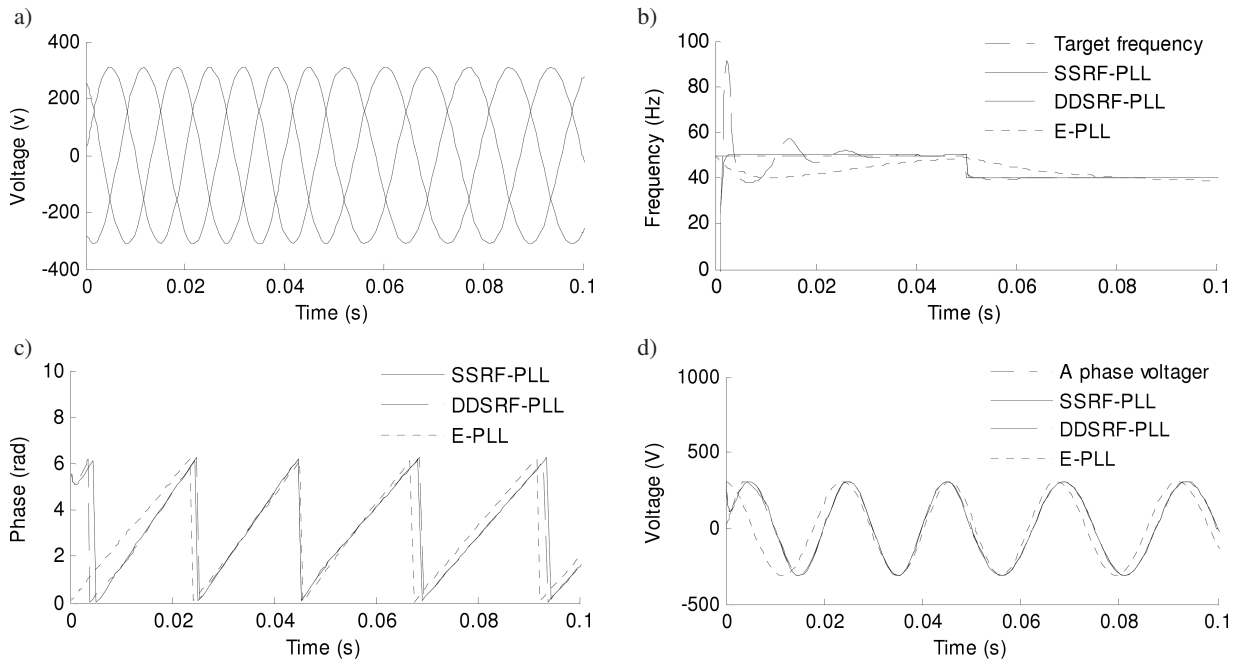 a)
400
200
0
-200
-400
Voltage (v)
0 0.02 0.04 0.06 0.08 0.1
Time (s)
b)
100
80
60
40
20
0
Frequency (Hz)
Target frequency
SSRF-PLL
DDSRF-PLL
E-PLL
0 0.02 0.04 0.06 0.08 0.1
Time (s)
c)
10
8
6
4
2
0
Phase (rad)
SSRF-PLL
DDSRF-PLL
E-PLL
0 0.02 0.04 0.06 0.08 0.1
Time (s)
d)
1000
500
0
-500
Voltage (V)
A phase voltager
SSRF-PLL
DDSRF-PLL
E-PLL
0 0.02 0.04 0.06 0.08 0.1
Time (s)